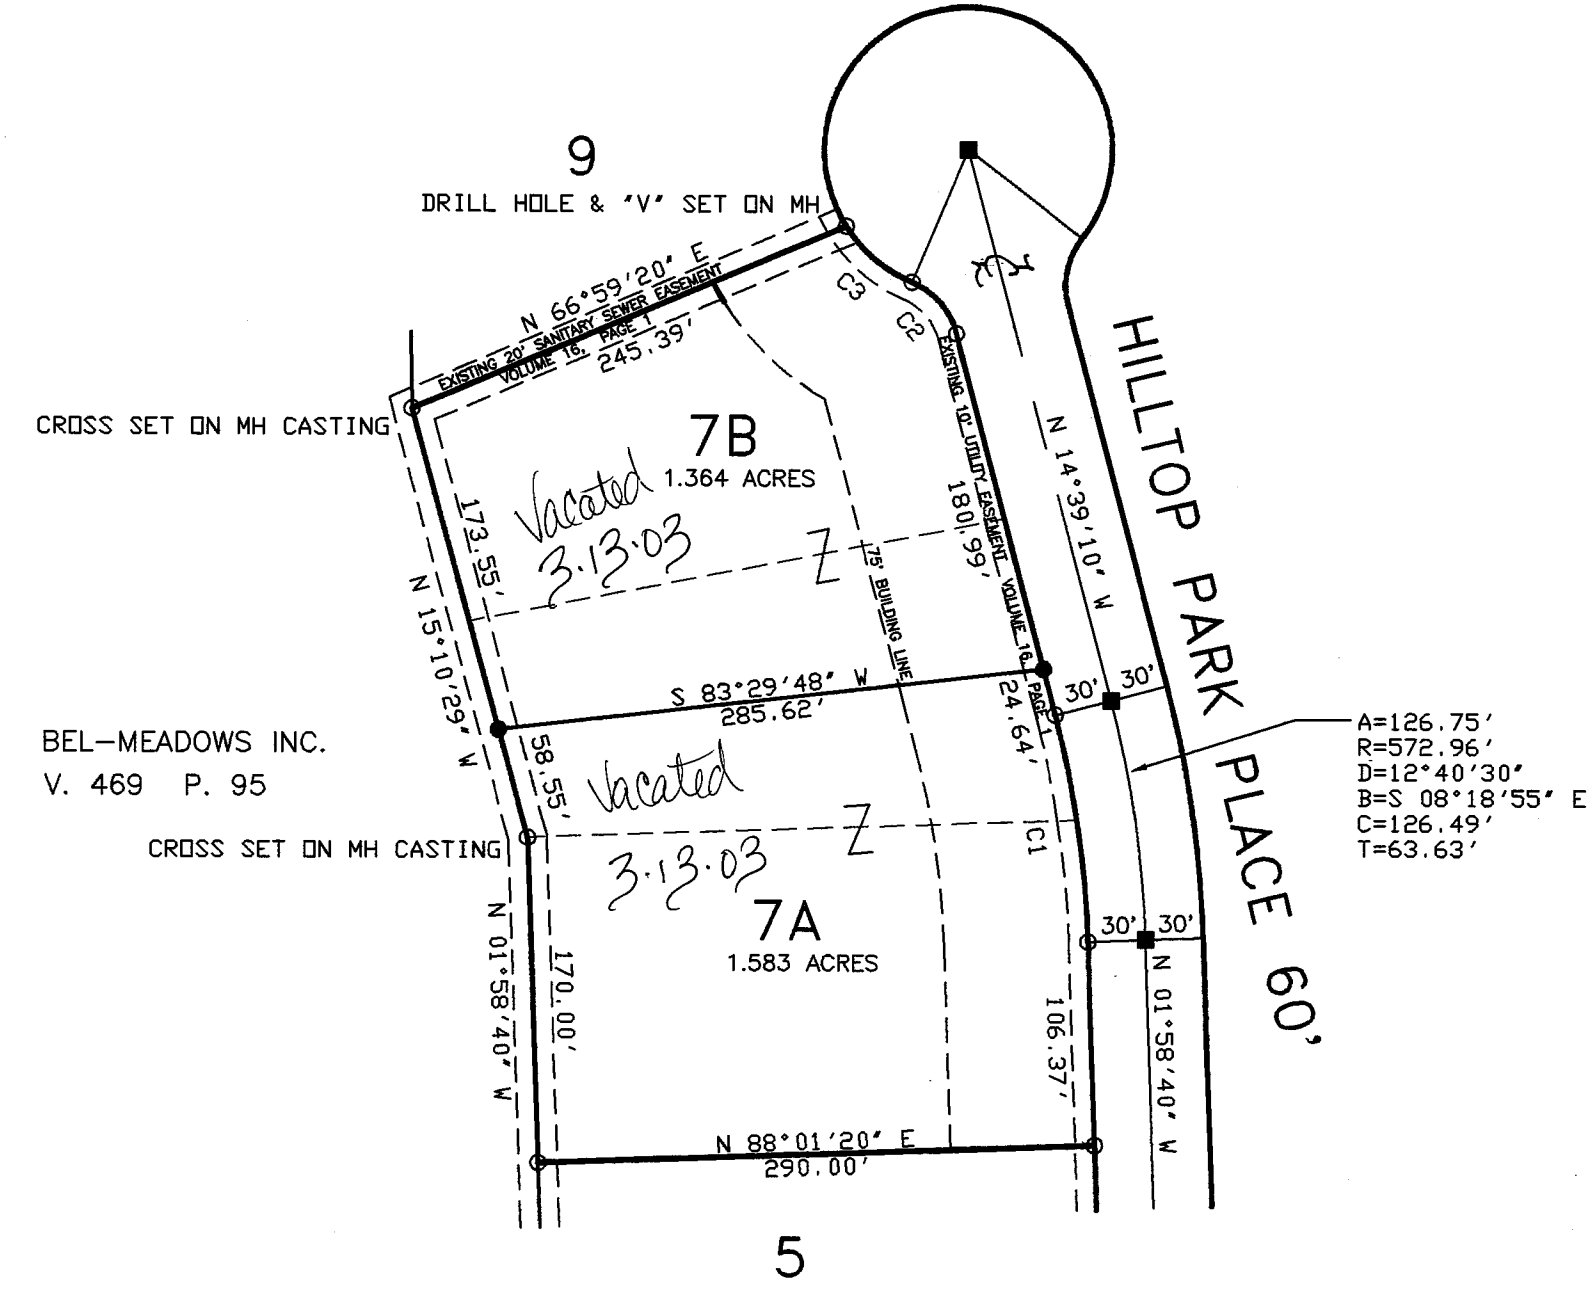 9
DRILL HOLE & "V" SET ON MH
N 66°59'20" E
EXISTING 20' SANITARY SEWER EASEMENT
VOLUME 16, PAGE 1
245.39'
C3
C2
CROSS SET ON MH CASTING
7B
1.364 ACRES
Vacated
3.13.03
173.55'
N 15°10'29" W
75' BUILDING LINE
EXISTING 10' UTILITY EASEMENT VOLUME 16, PAGE 1
180.99'
N 14°39'10" W
HILLTOP PARK PLACE 60'
S 83°29'48" W
285.62'
24.64'
30' 30'
BEL-MEADOWS INC.
V. 469 P. 95
58.55'
Vacated
3.13.03
CROSS SET ON MH CASTING
C1
A=126.75'
R=572.96'
D=12°40'30"
B=S 08°18'55" E
C=126.49'
T=63.63'
7A
1.583 ACRES
30' 30'
N 01°58'40" W
170.00'
106.37'
N 01°58'40" W
N 88°01'20" E
290.00'
5